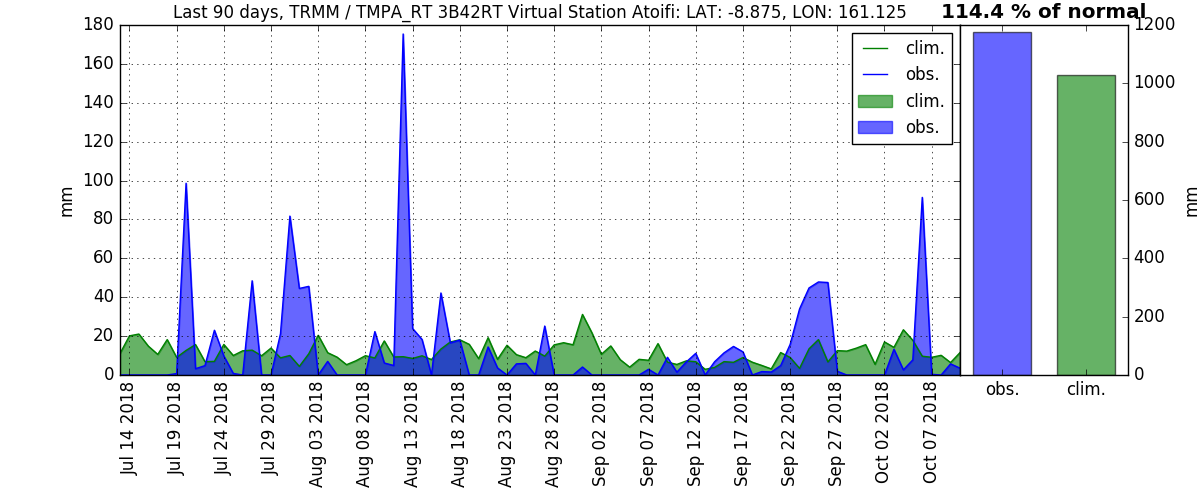 Last 90 days, TRMM / TMPA_RT 3B42RT Virtual Station Atoifi: LAT: -8.875, LON: 161.125
114.4 % of normal
180
160
140
120
100
80
60
40
20
0
mm
clim.
obs.
clim.
obs.
Jul 14 2018
Jul 19 2018
Jul 24 2018
Jul 29 2018
Aug 03 2018
Aug 08 2018
Aug 13 2018
Aug 18 2018
Aug 23 2018
Aug 28 2018
Sep 02 2018
Sep 07 2018
Sep 12 2018
Sep 17 2018
Sep 22 2018
Sep 27 2018
Oct 02 2018
Oct 07 2018
1200
1000
800
600
400
200
0
mm
obs.
clim.